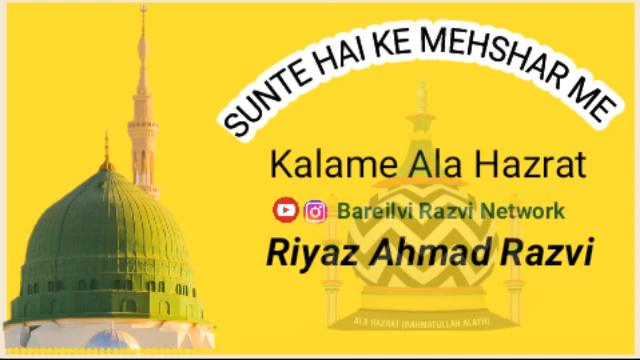 SUNTE HAI KE MEHSHAR ME
Kalame Ala Hazrat
Bareilvi Razvi Network
Riyaz Ahmad Razvi
ALA HAZRAT (RAHMATULLAH ALAYH)